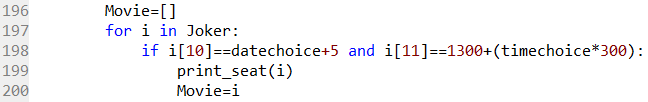 196 Movie=[]
197 for i in Joker:
198 if i[10]==datechoice+5 and i[11]==1300+(timechoice*300):
199 print_seat(i)
200 Movie=i